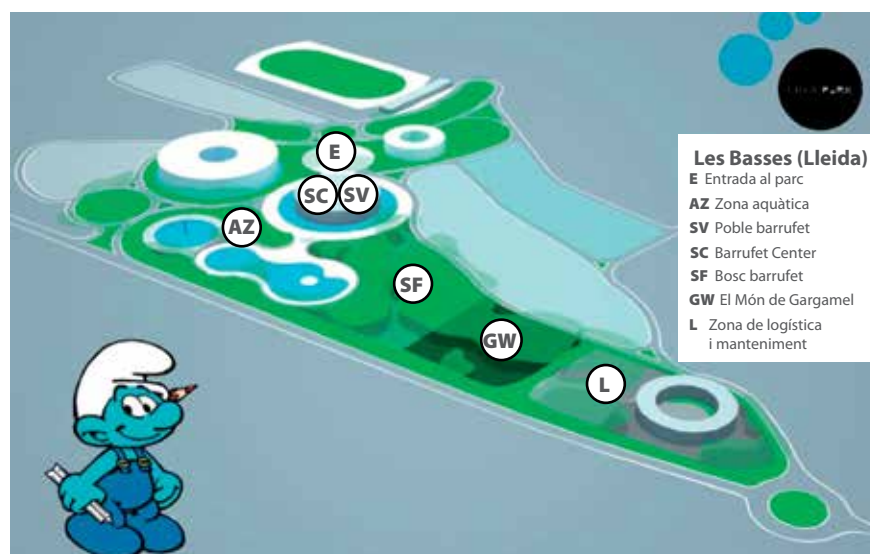 E
SC
SV
AZ
SF
GW
L
Les Basses (Lleida)
E Entrada al parc
AZ Zona aquàtica
SV Poble barrufet
SC Barrufet Center
SF Bosc barrufet
GW El Món de Gargamel
L Zona de logística
i manteniment